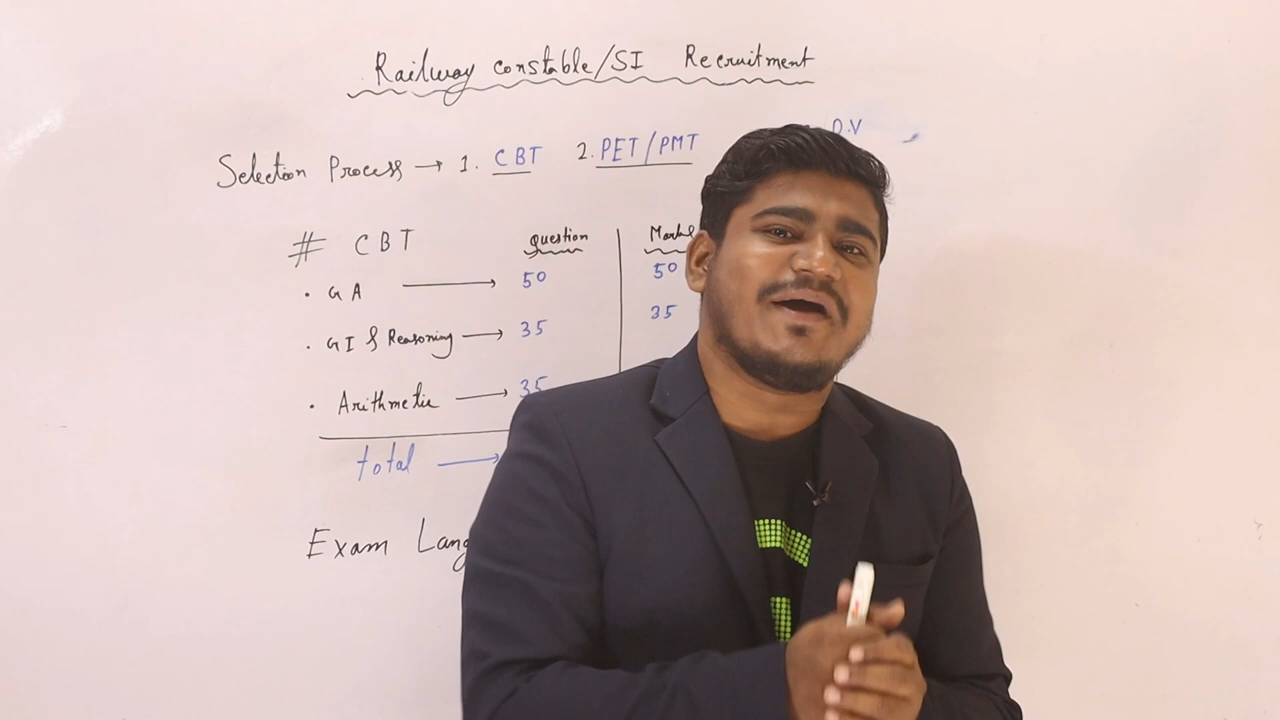 Railway constable/SI Recruitment
Selection Process → 1. CBT 2. PET/PMT D.V
# CBT Question Marks
• GA → 50 50
• GI & Reasoning → 35 35
• Arithmetic → 35
total →
Exam Lang